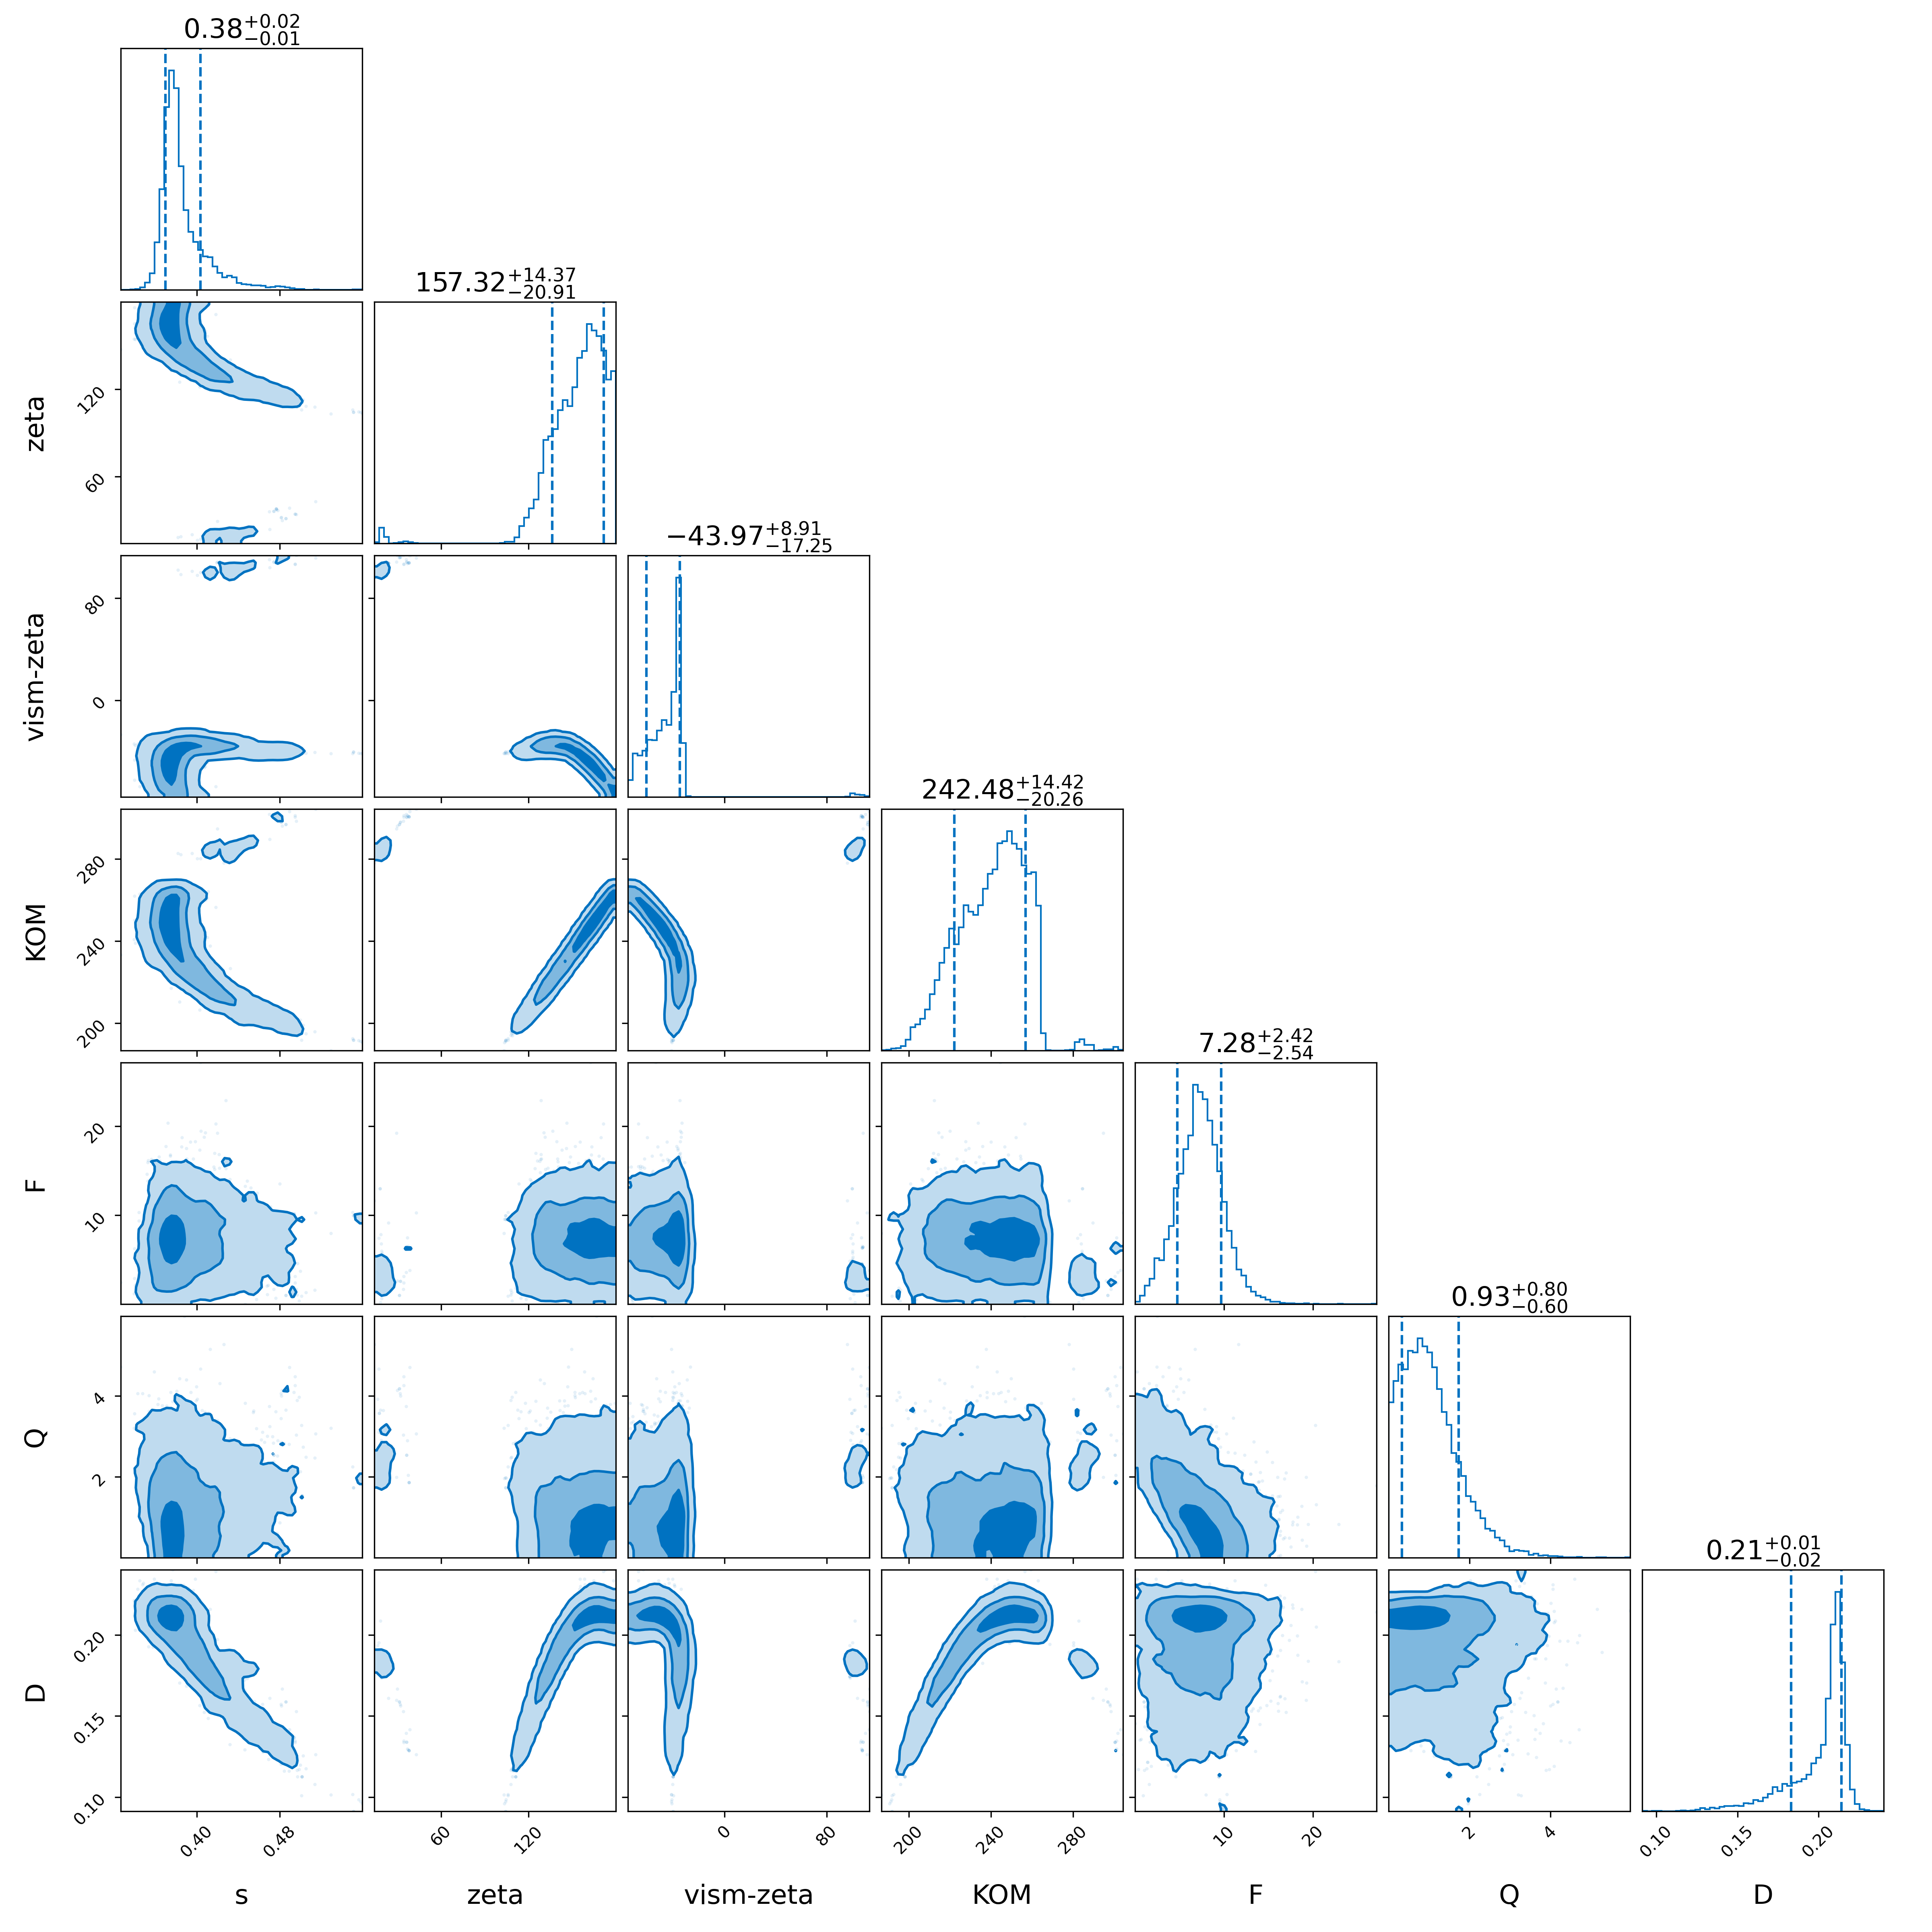 0.38+0.02−0.01
157.32+14.37−20.91
120
60
zeta
−43.97+8.91−17.25
80
0
vism-zeta
242.48+14.42−20.26
280
240
200
KOM
7.28+2.42−2.54
20
10
F
0.93+0.80−0.60
4
2
Q
0.21+0.01−0.02
0.20
0.15
0.10
D
0.40 0.48 60 120 0 80 200 240 280 10 20 2 4 0.10 0.15 0.20
s zeta vism-zeta KOM F Q D